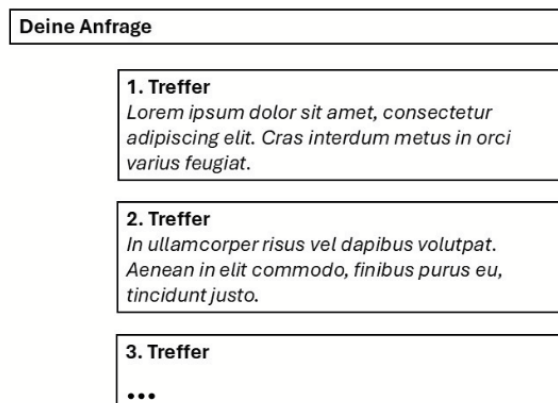 Deine Anfrage
1. Treffer
Lorem ipsum dolor sit amet, consectetur
adipiscing elit. Cras interdum metus in orci
varius feugiat.
2. Treffer
In ullamcorper risus vel dapibus volutpat.
Aenean in elit commodo, finibus purus eu,
tincidunt justo.
3. Treffer
...